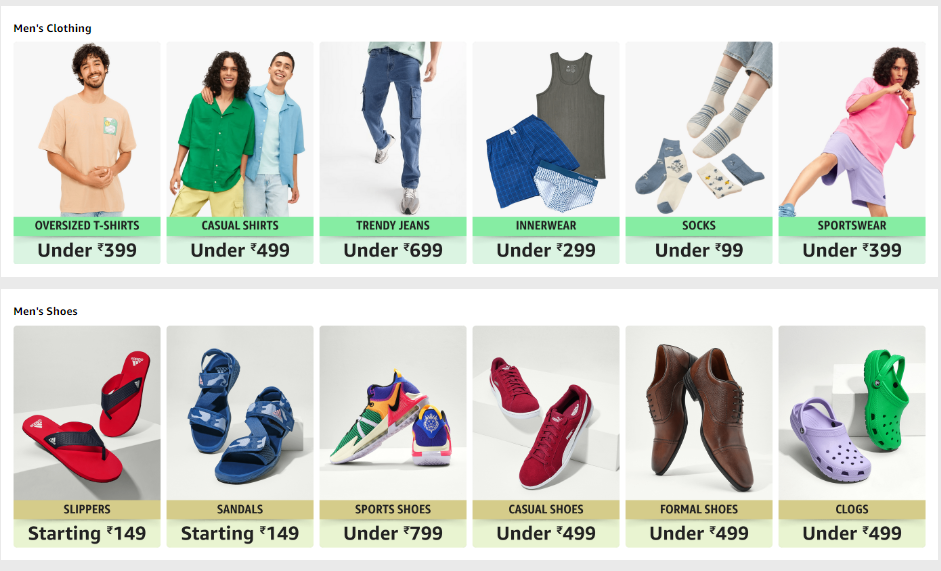 Men's Clothing
OVERSIZED T-SHIRTS
Under ₹399
CASUAL SHIRTS
Under ₹499
TRENDY JEANS
Under ₹699
INNERWEAR
Under ₹299
SOCKS
Under ₹99
SPORTSWEAR
Under ₹399
Men's Shoes
SLIPPERS
Starting ₹149
SANDALS
Starting ₹149
SPORTS SHOES
Under ₹799
CASUAL SHOES
Under ₹499
FORMAL SHOES
Under ₹499
CLOGS
Under ₹499